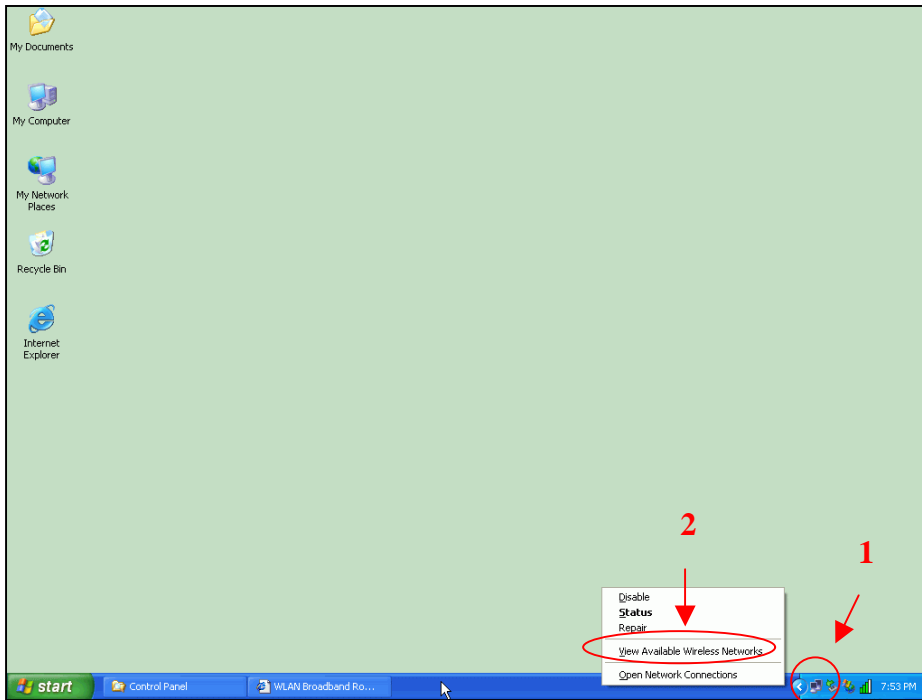 My Documents
My Computer
My Network
Places
Recycle Bin
Internet
Explorer
2
1
Disable
Status
Repair
View Available Wireless Networks
Open Network Connections
start
Control Panel
WLAN Broadband Ro...
7:53 PM